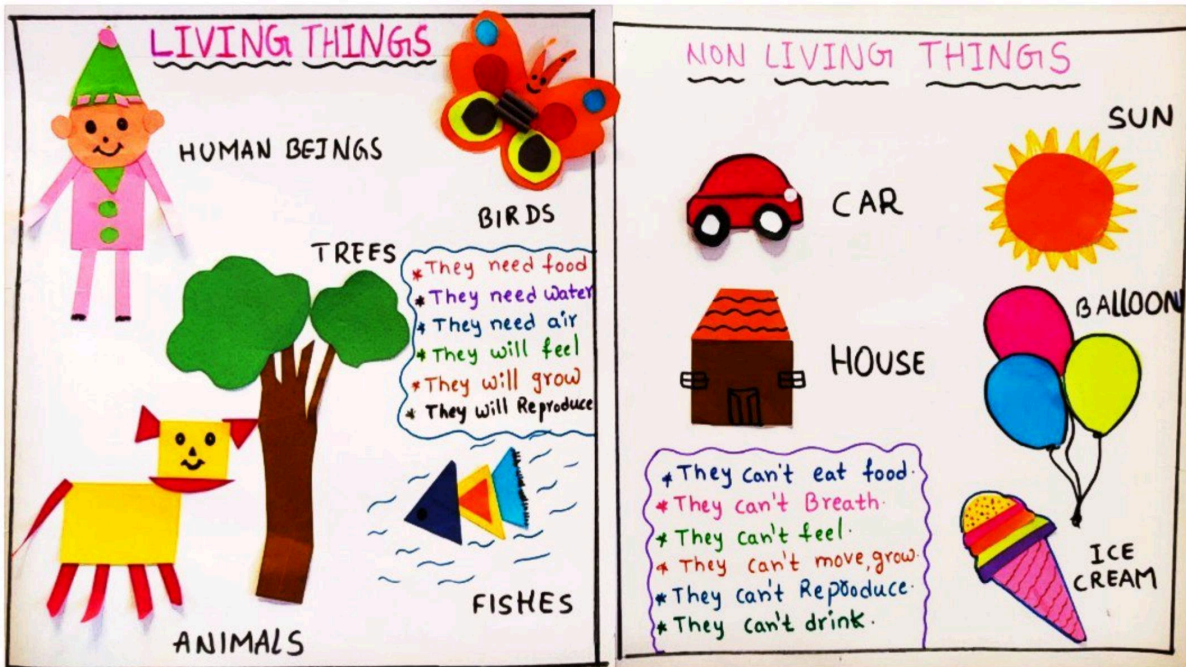 LIVING THINGS
HUMAN BEINGS
BIRDS
TREES
* They need food
* They need water
* They need air
* They will feel
* They will grow
* They will Reproduce
FISHES
ANIMALS
NON LIVING THINGS
SUN
CAR
BALLOON
HOUSE
* They can't eat food.
* They can't Breath.
* They can't feel.
* They can't move, grow.
* They can't Reproduce.
* They can't drink.
ICE
CREAM